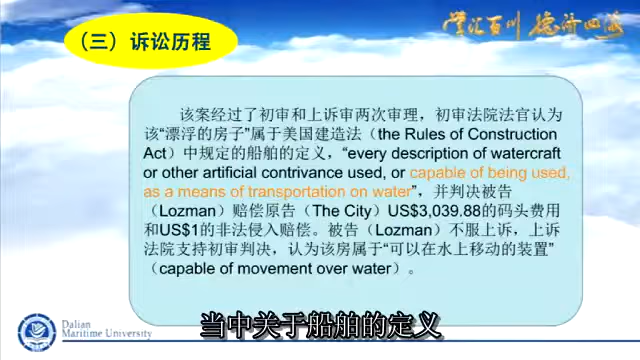 （三）诉讼历程
学汇百川 德济四海
该案经过了初审和上诉审两次审理，初审法院法官认为
该“漂浮的房子”属于美国建造法（the Rules of Construction
Act）中规定的船舶的定义，“every description of watercraft
or other artificial contrivance used, or capable of being used,
as a means of transportation on water”，并判决被告
（Lozman）赔偿原告（The City）US$3,039.88的码头费用
和US$1的非法侵入赔偿。被告（Lozman）不服上诉，上诉
法院支持初审判决，认为该房属于“可以在水上移动的装置”
（capable of movement over water）。
Dalian
Maritime University
当中关于船舶的定义